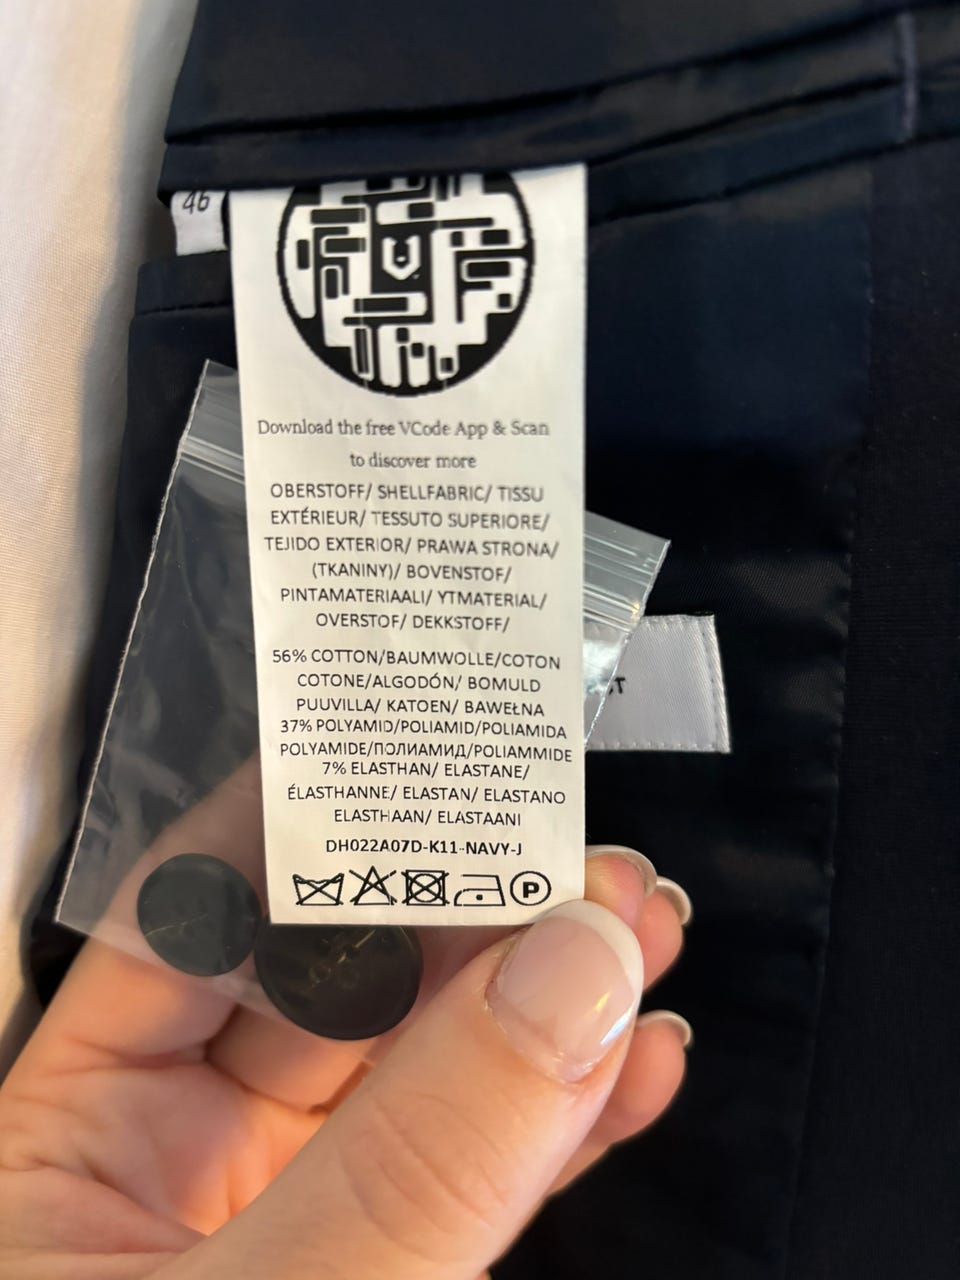 46
Download the free VCode App & Scan
to discover more
OBERSTOFF/ SHELLFABRIC/ TISSU
EXTÉRIEUR/ TESSUTO SUPERIORE/
TEJIDO EXTERIOR/ PRAWA STRONA/
(TKANINY)/ BOVENSTOF/
PINTAMATERIAALI/ YTMATERIAL/
OVERSTOF/ DEKKSTOFF/
56% COTTON/BAUMWOLLE/COTON
COTONE/ALGODÓN/ BOMULD
PUUVILLA/ KATOEN/ BAWEŁNA
37% POLYAMID/POLIAMID/POLIAMIDA
POLYAMIDE/ПОЛИАМИД/POLIAMMIDE
7% ELASTHAN/ ELASTANE/
ÉLASTHANNE/ ELASTAN/ ELASTANO
ELASTHAAN/ ELASTAANI
DH022A07D-K11-NAVY-J
P